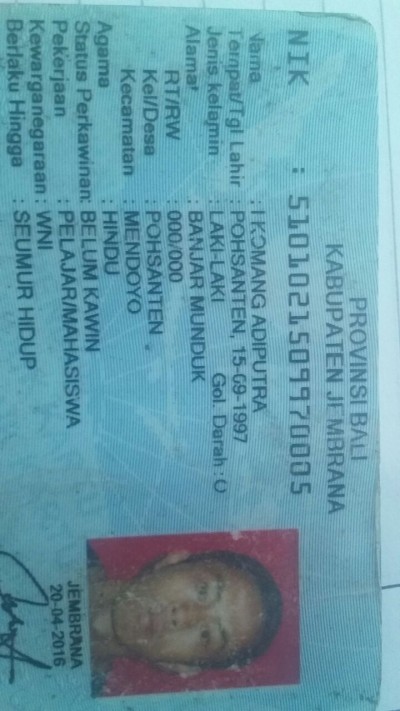 PROVINSI BALI
KABUPATEN JEMBRANA
NIK : 5101021509970005
Nama : I KOMANG ADIPUTRA
Tempat/Tgl Lahir : POHSANTEN, 15-09-1997
Jenis kelamin : LAKI-LAKI Gol. Darah : O
Alamat : BANJAR MUNDUK
RT/RW : 000/000
Kel/Desa : POHSANTEN
Kecamatan : MENDOYO
Agama : HINDU
Status Perkawinan: BELUM KAWIN
Pekerjaan : PELAJAR/MAHASISWA
Kewarganegaraan : WNI
Berlaku Hingga : SEUMUR HIDUP
JEMBRANA
20-04-2016